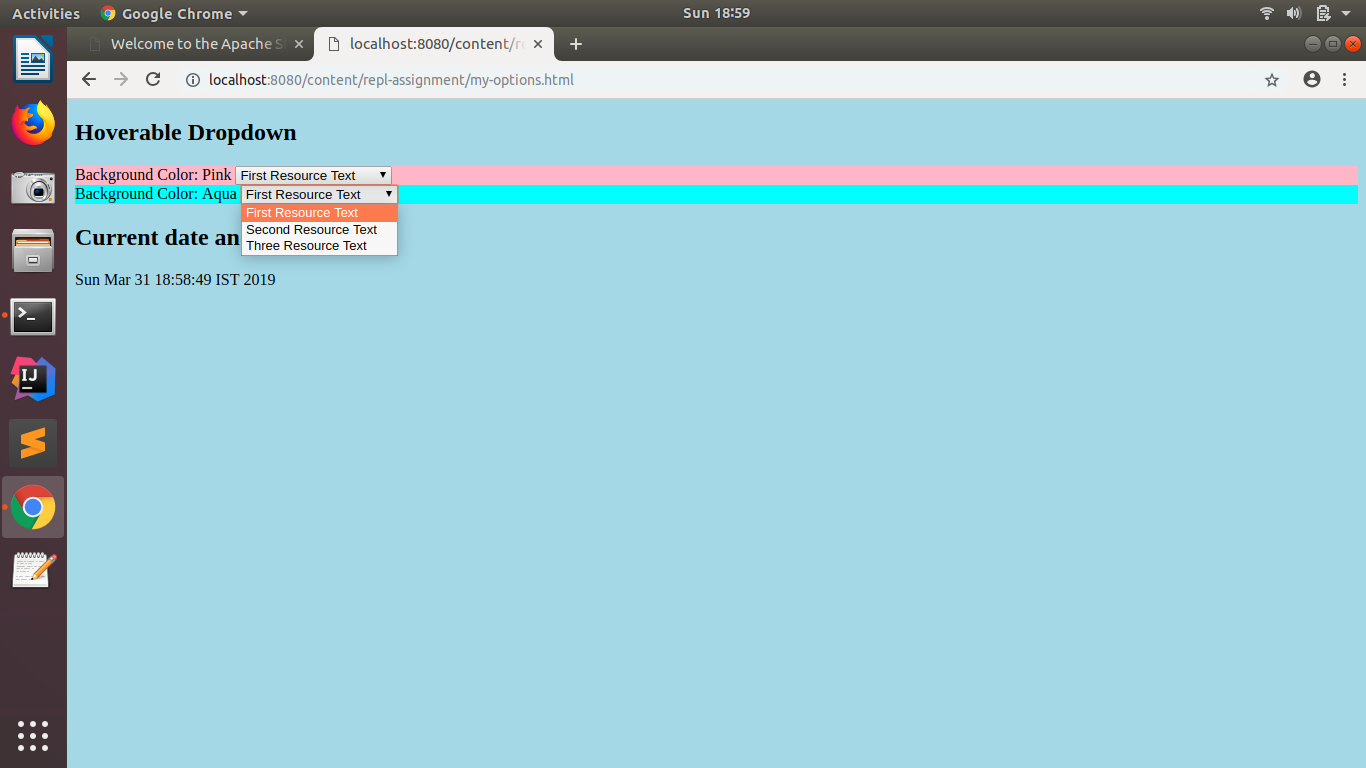 Activities Google Chrome Sun 18:59
Welcome to the Apache localhost:8080/content/
localhost:8080/content/repl-assignment/my-options.html
Hoverable Dropdown
Background Color: Pink First Resource Text
Background Color: Aqua First Resource Text
First Resource Text
Second Resource Text
Three Resource Text
Current date an
Sun Mar 31 18:58:49 IST 2019
IJ